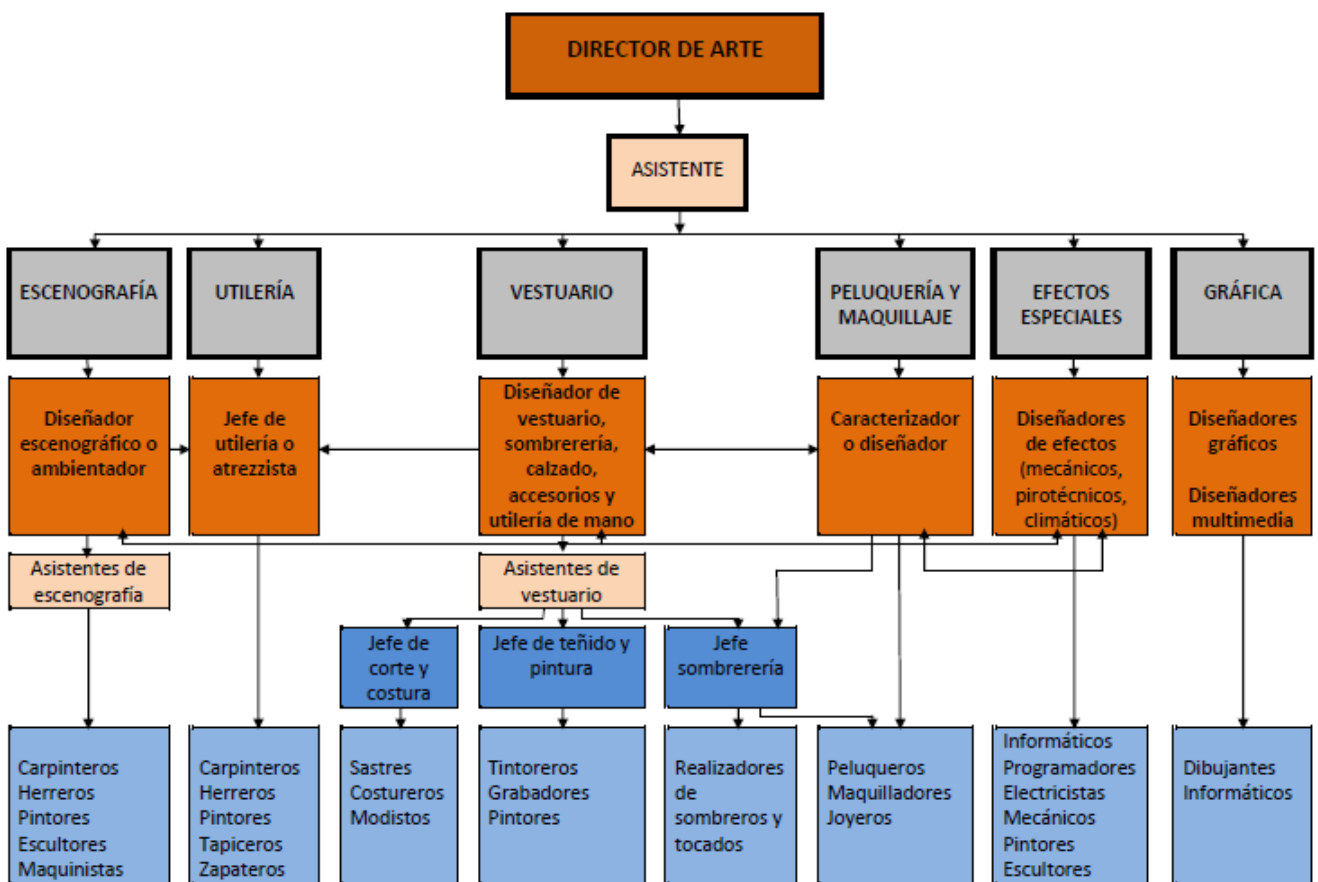 DIRECTOR DE ARTE
ASISTENTE
ESCENOGRAFÍA
UTILERÍA
VESTUARIO
PELUQUERÍA Y
MAQUILLAJE
EFECTOS
ESPECIALES
GRÁFICA
Diseñador
escenográfico o
ambientador
Jefe de
utilería o
atrezzista
Diseñador de
vestuario,
sombrerería,
calzado,
accesorios y
utilería de mano
Caracterizador
o diseñador
Diseñadores
de efectos
(mecánicos,
pirotécnicos,
climáticos)
Diseñadores
gráficos
Diseñadores
multimedia
Asistentes de
escenografía
Asistentes de
vestuario
Jefe de
corte y
costura
Jefe de teñido y
pintura
Jefe
sombrerería
Carpinteros
Herreros
Pintores
Escultores
Maquinistas
Carpinteros
Herreros
Pintores
Tapiceros
Zapateros
Sastres
Costureros
Modistos
Tintoreros
Grabadores
Pintores
Realizadores
de
sombreros y
tocados
Peluqueros
Maquilladores
Joyeros
Informáticos
Programadores
Electricistas
Mecánicos
Pintores
Escultores
Dibujantes
Informáticos